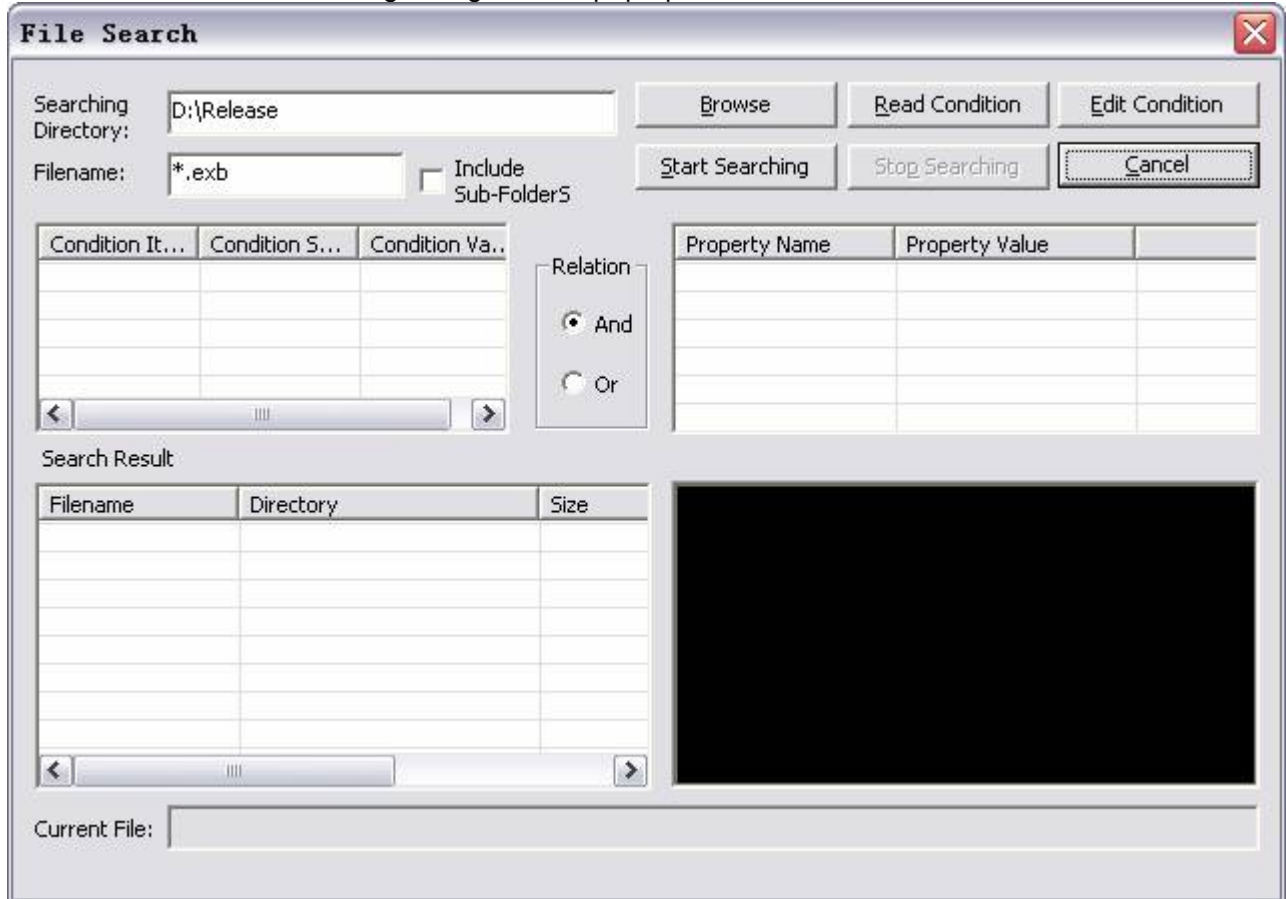 File Search
Searching Directory:
D:\Release
Browse
Read Condition
Edit Condition
Filename:
*.exb
Include
Sub-FolderS
Start Searching
Stop Searching
Cancel
Condition It... Condition S... Condition Va..
Relation
And
Or
Property Name Property Value
Search Result
Filename Directory Size
Current File: